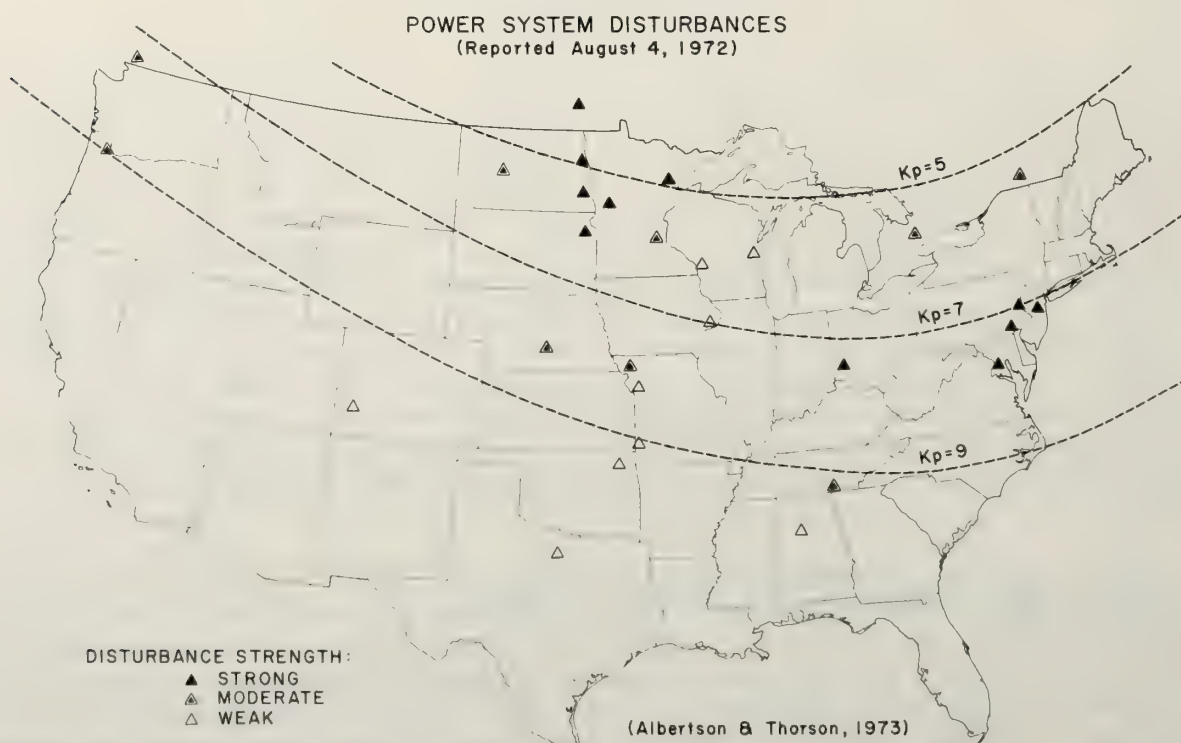 POWER SYSTEM DISTURBANCES
(Reported August 4, 1972)
Kp=5
Kp=7
Kp=9
DISTURBANCE STRENGTH:
STRONG
MODERATE
WEAK
(Albertson & Thorson, 1973)